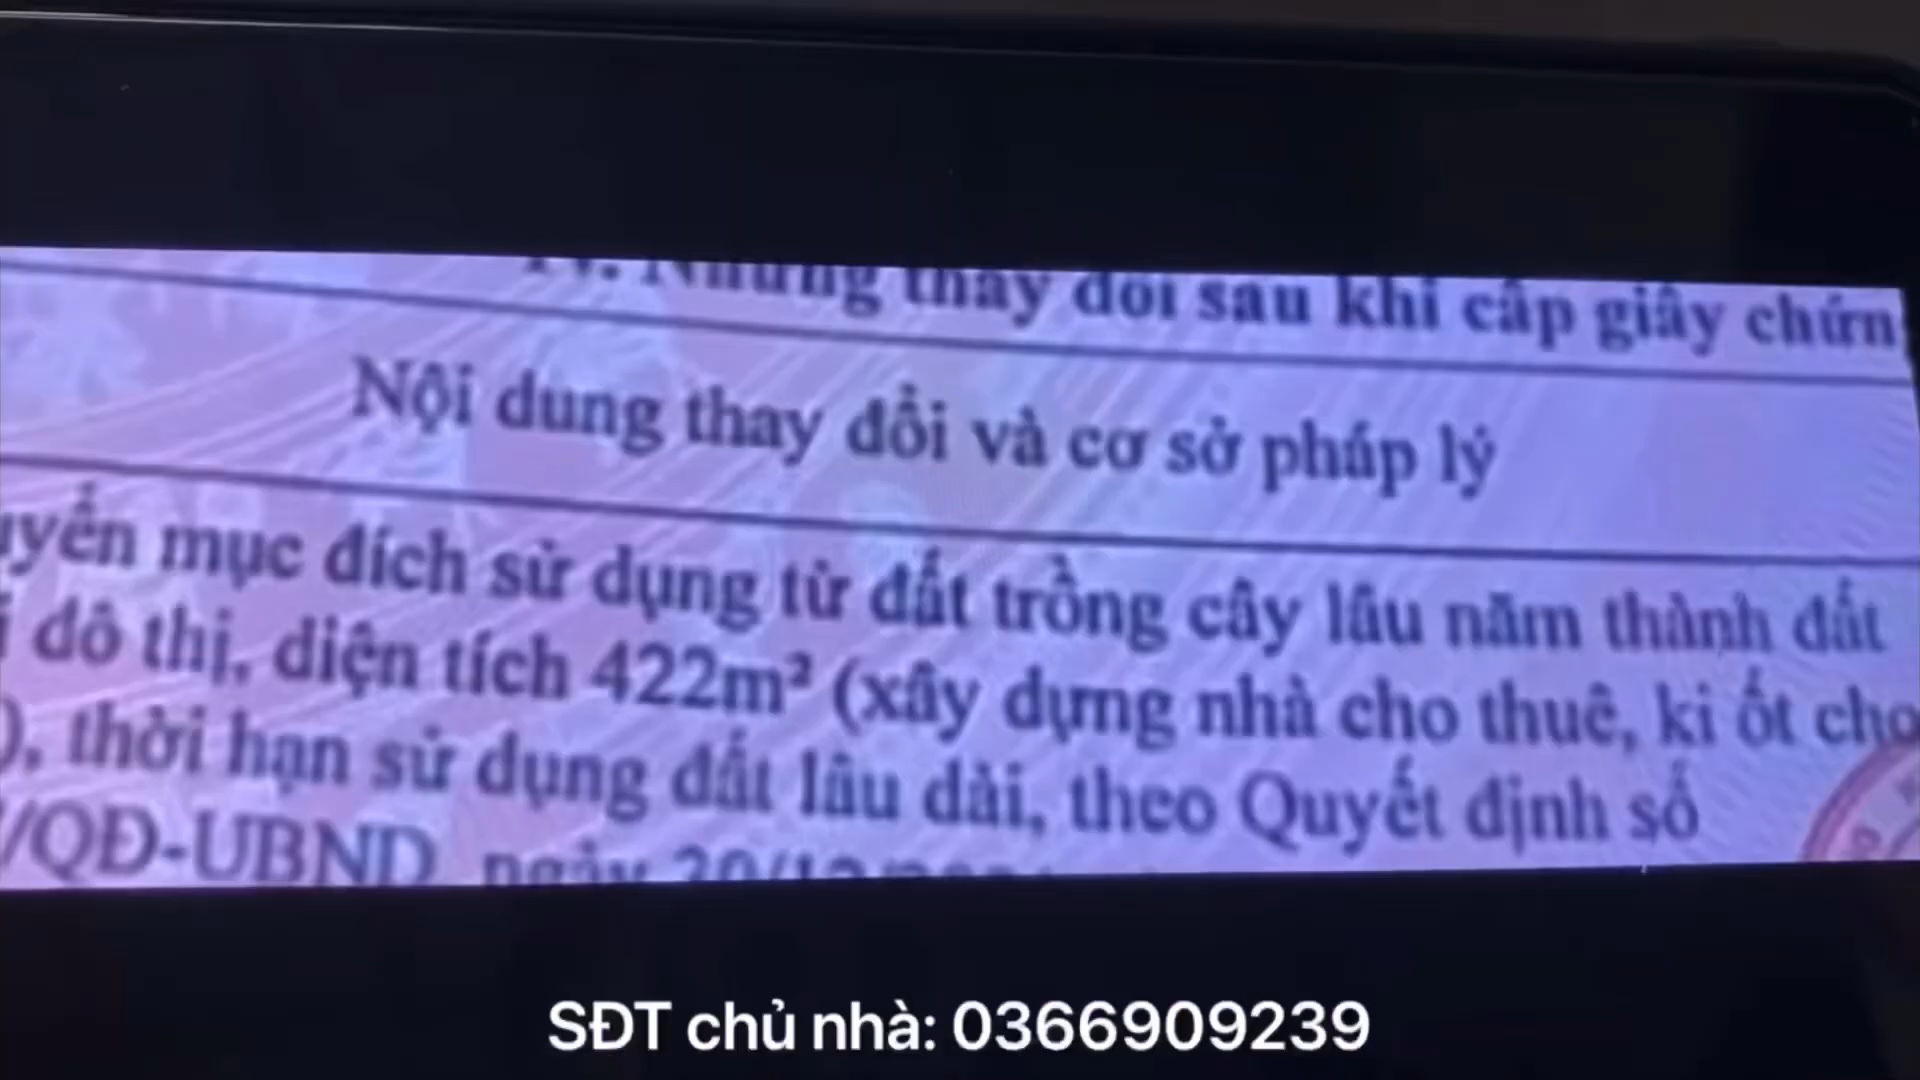 Những thay đổi sau khi cấp giấy chứn
Nội dung thay đổi và cơ sở pháp lý
uyển mục đích sử dụng từ đất trồng cây lâu năm thành đất
i đô thị, diện tích 422m² (xây dựng nhà cho thuê, ki ốt cho
), thời hạn sử dụng đất lâu dài, theo Quyết định số
/QĐ-UBND ngày
SĐT chủ nhà: 0366909239